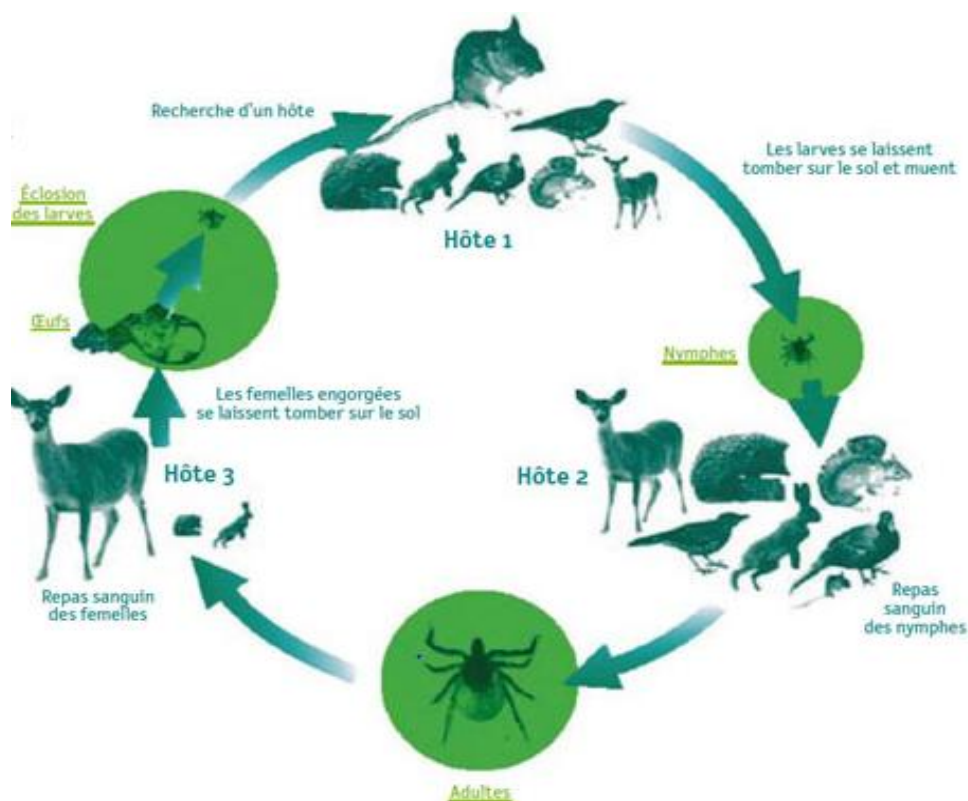 Recherche d'un hôte
Les larves se laissent
tomber sur le sol et muent
Éclosion
des larves
Hôte 1
Œufs
Nymphes
Les femelles engorgées
se laissent tomber sur le sol
Hôte 3
Hôte 2
Repas sanguin
des femelles
Repas
sanguin
des nymphes
Adultes